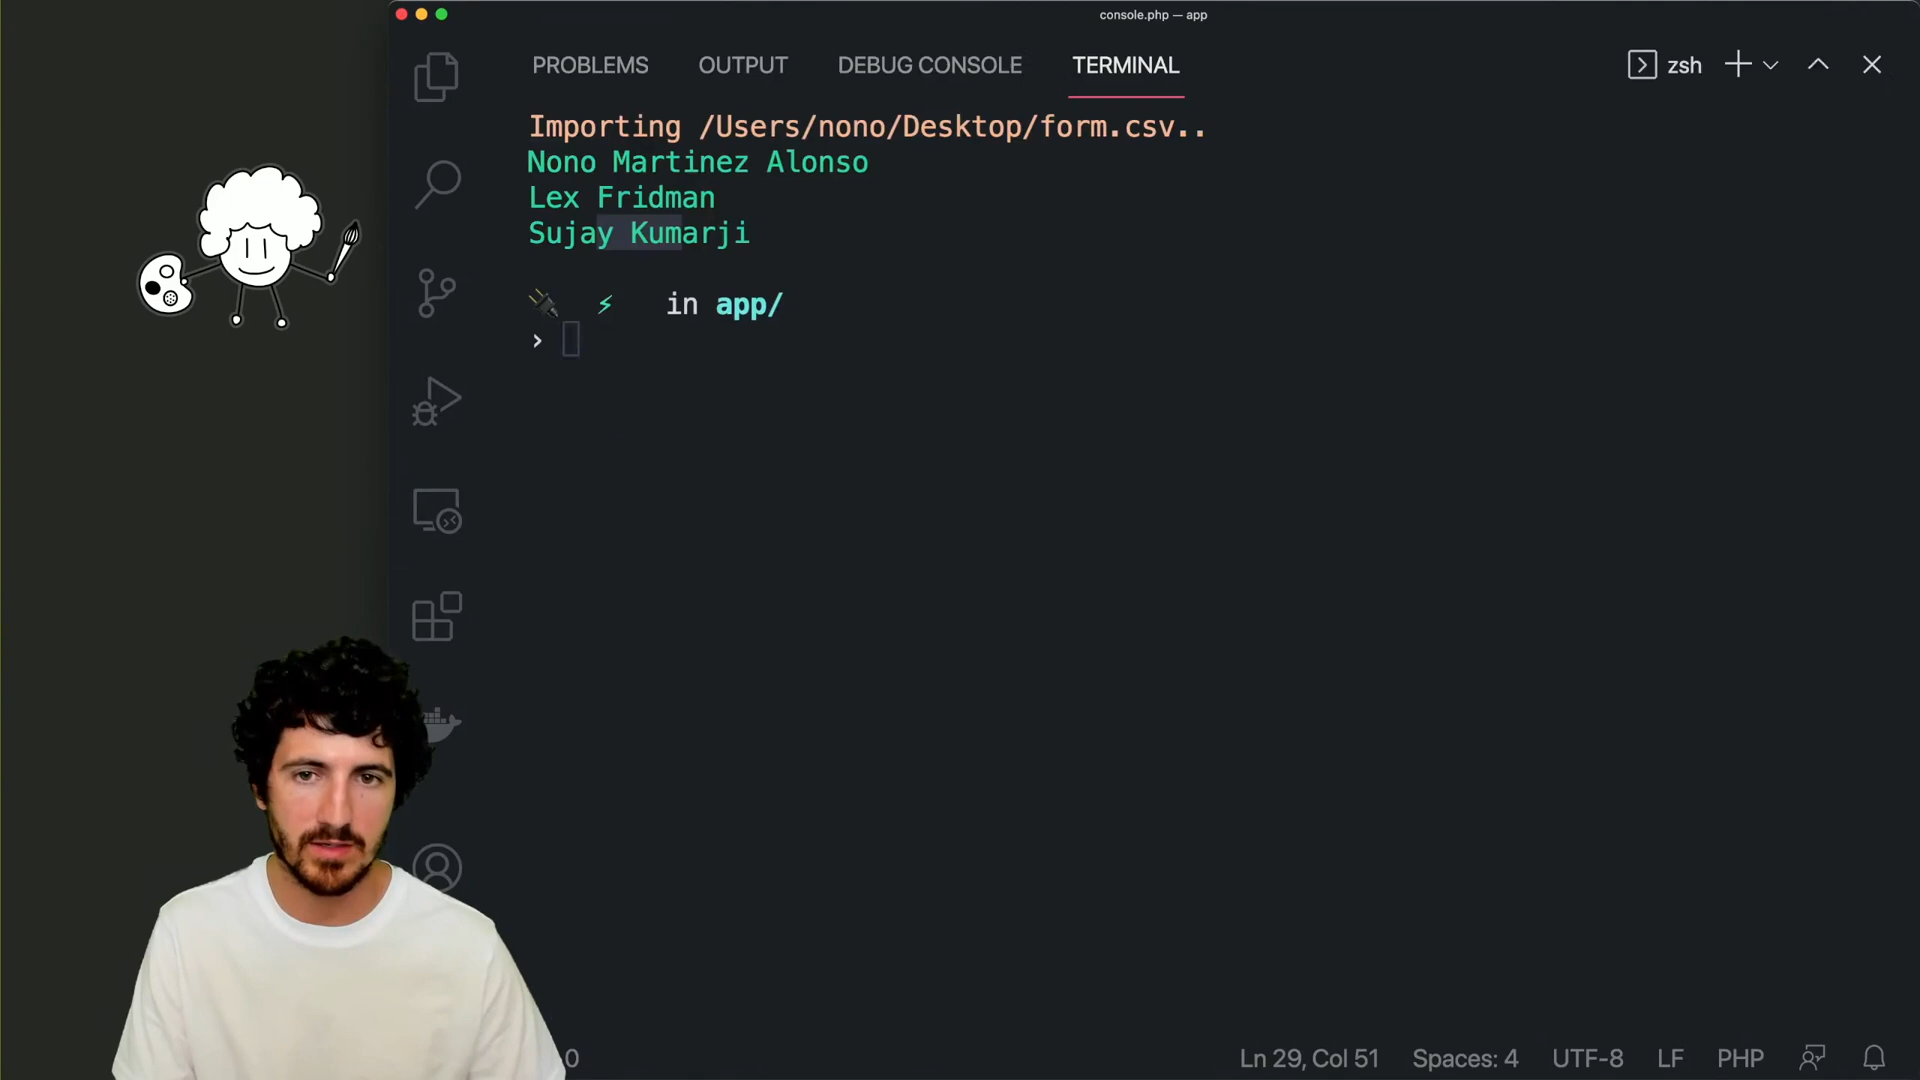 console.php — app
PROBLEMS OUTPUT DEBUG CONSOLE TERMINAL zsh
Importing /Users/nono/Desktop/form.csv..
Nono Martinez Alonso
Lex Fridman
Sujay Kumarji
in app/
›
0 Ln 29, Col 51 Spaces: 4 UTF-8 LF PHP